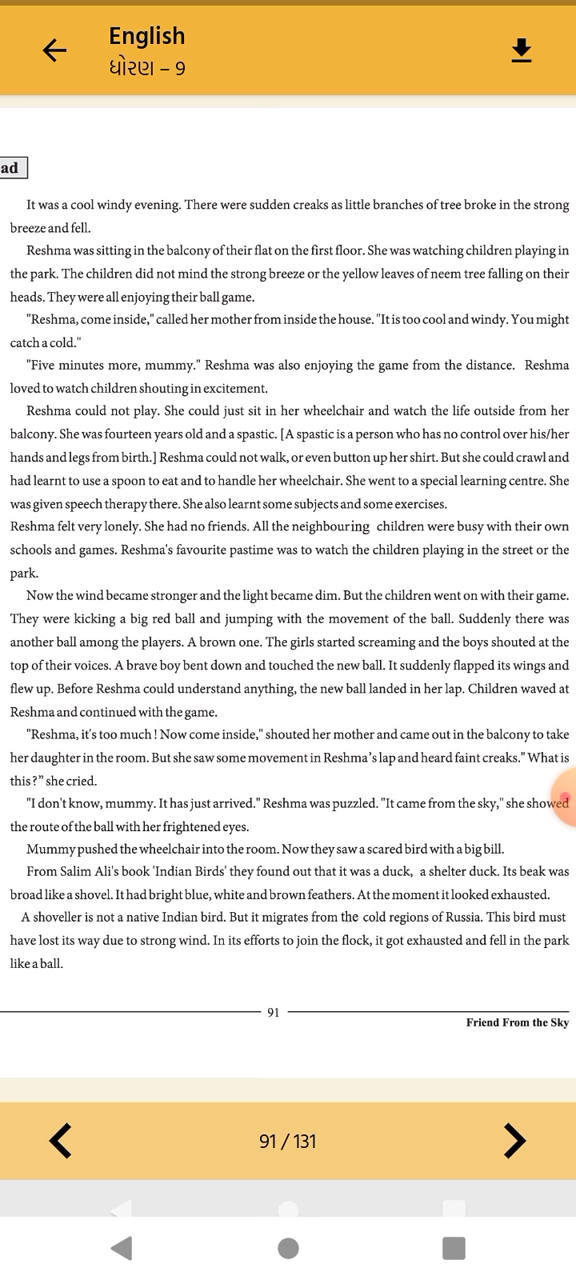 English
ધોરણ – 9
ad
It was a cool windy evening. There were sudden creaks as little branches of tree broke in the strong
breeze and fell.
Reshma was sitting in the balcony of their flat on the first floor. She was watching children playing in
the park. The children did not mind the strong breeze or the yellow leaves of neem tree falling on their
heads. They were all enjoying their ball game.
"Reshma, come inside," called her mother from inside the house. "It is too cool and windy. You might
catch a cold."
"Five minutes more, mummy." Reshma was also enjoying the game from the distance. Reshma
loved to watch children shouting in excitement.
Reshma could not play. She could just sit in her wheelchair and watch the life outside from her
balcony. She was fourteen years old and a spastic. [A spastic is a person who has no control over his/her
hands and legs from birth.] Reshma could not walk, or even button up her shirt. But she could crawl and
had learnt to use a spoon to eat and to handle her wheelchair. She went to a special learning centre. She
was given speech therapy there. She also learnt some subjects and some exercises.
Reshma felt very lonely. She had no friends. All the neighbouring children were busy with their own
schools and games. Reshma's favourite pastime was to watch the children playing in the street or the
park.
Now the wind became stronger and the light became dim. But the children went on with their game.
They were kicking a big red ball and jumping with the movement of the ball. Suddenly there was
another ball among the players. A brown one. The girls started screaming and the boys shouted at the
top of their voices. A brave boy bent down and touched the new ball. It suddenly flapped its wings and
flew up. Before Reshma could understand anything, the new ball landed in her lap. Children waved at
Reshma and continued with the game.
"Reshma, it's too much ! Now come inside," shouted her mother and came out in the balcony to take
her daughter in the room. But she saw some movement in Reshma’s lap and heard faint creaks." What is
this ?” she cried.
"I don't know, mummy. It has just arrived." Reshma was puzzled. "It came from the sky," she showed
the route of the ball with her frightened eyes.
Mummy pushed the wheelchair into the room. Now they saw a scared bird with a big bill.
From Salim Ali's book 'Indian Birds' they found out that it was a duck, a shelter duck. Its beak was
broad like a shovel. It had bright blue, white and brown feathers. At the moment it looked exhausted.
A shoveller is not a native Indian bird. But it migrates from the cold regions of Russia. This bird must
have lost its way due to strong wind. In its efforts to join the flock, it got exhausted and fell in the park
like a ball.
91
Friend From the Sky
91 / 131